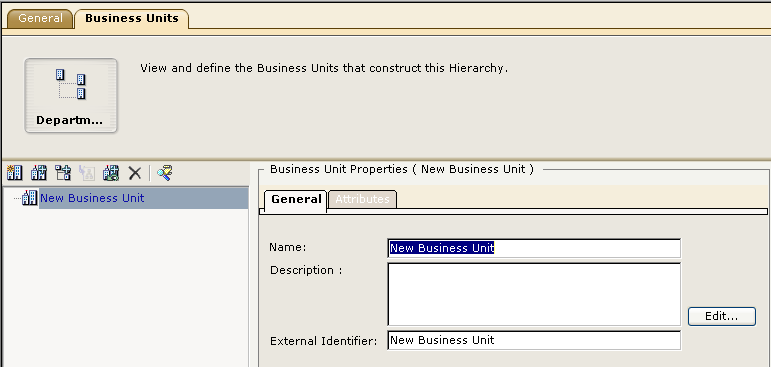 General Business Units
View and define the Business Units that construct this Hierarchy.
Departm...
Business Unit Properties ( New Business Unit )
New Business Unit
General Attributes
Name: New Business Unit
Description :
Edit...
External Identifier: New Business Unit